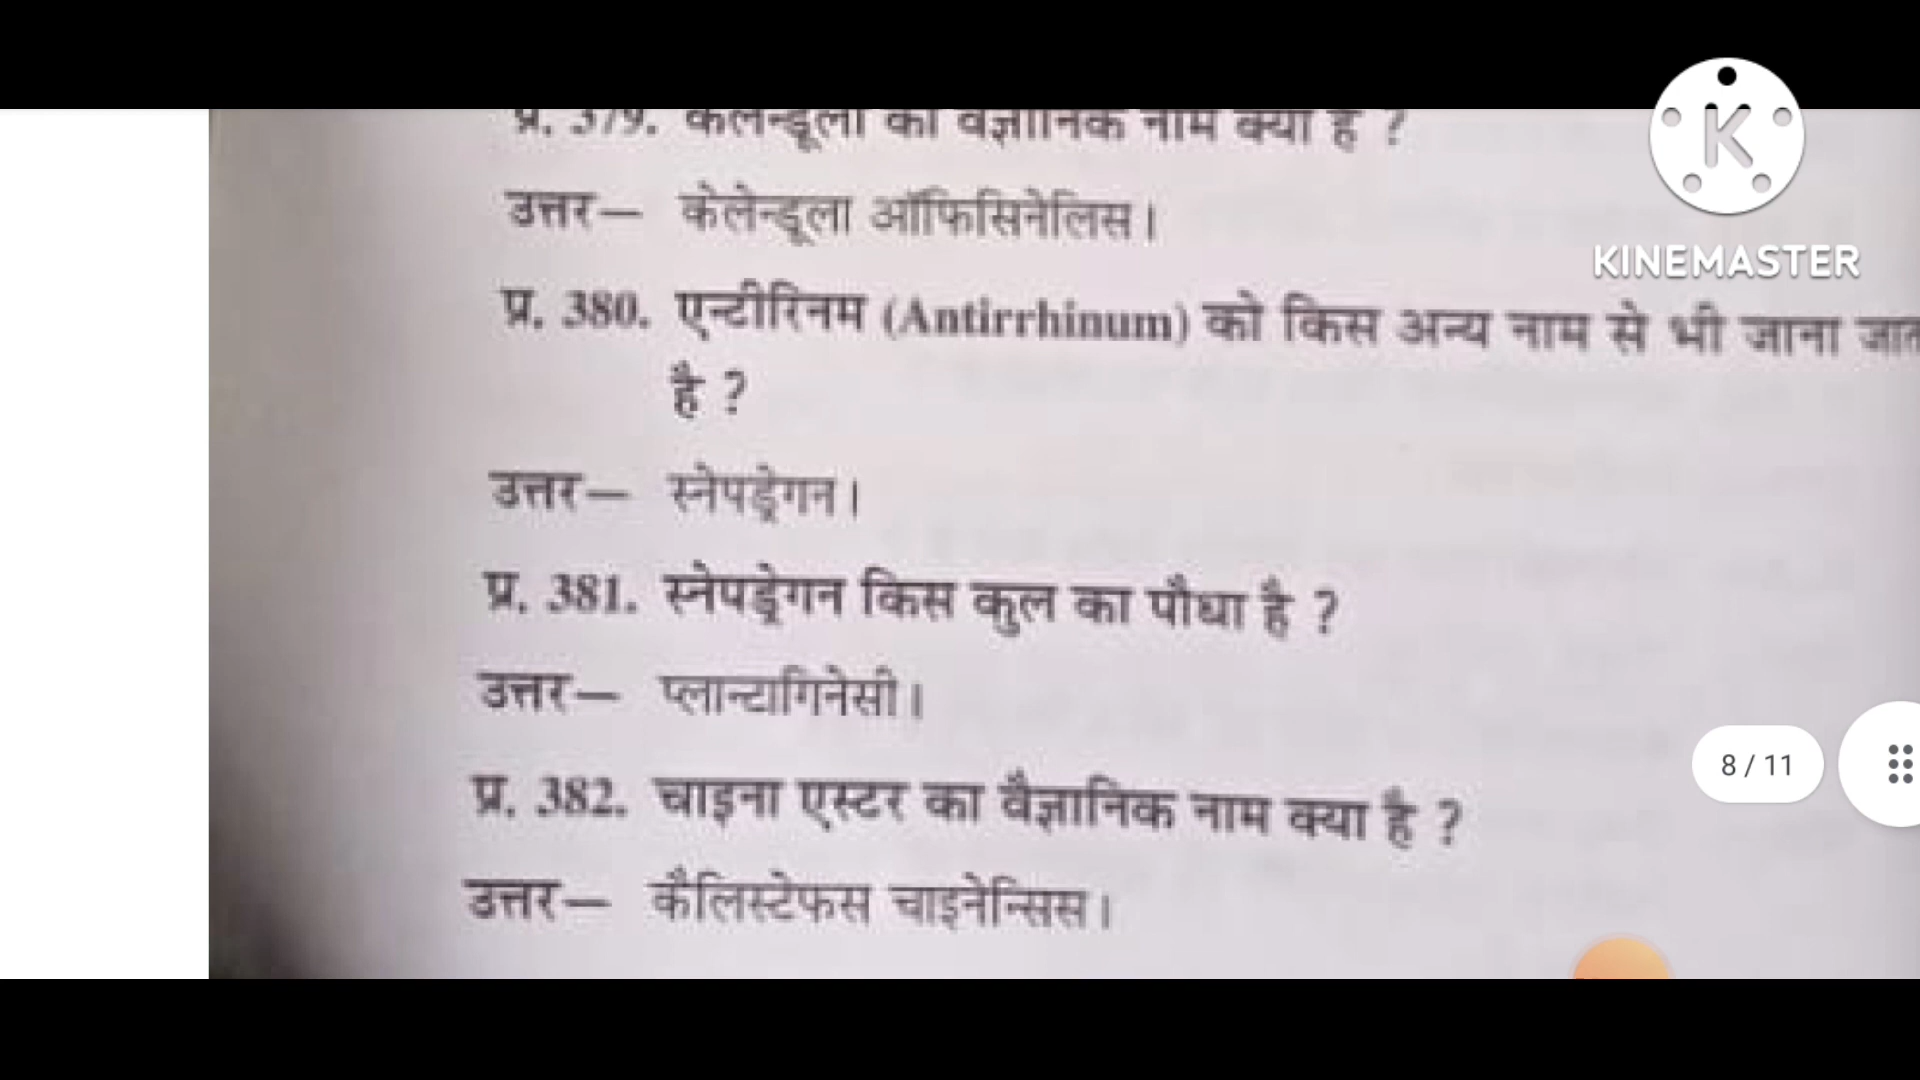 प्र. 379. केलेन्डूला का वैज्ञानिक नाम क्या है ?
उत्तर— केलेन्डूला ऑफिसिनेलिस।
KINEMASTER
प्र. 380. एन्टीरिनम (Antirrhinum) को किस अन्य नाम से भी जाना जात
है ?
उत्तर— स्नेपड्रेगन।
प्र. 381. स्नेपड्रेगन किस कुल का पौधा है ?
उत्तर— प्लान्टागिनेसी।
8 / 11
प्र. 382. चाइना एस्टर का वैज्ञानिक नाम क्या है ?
उत्तर— कैलिस्टेफस चाइनेन्सिस।